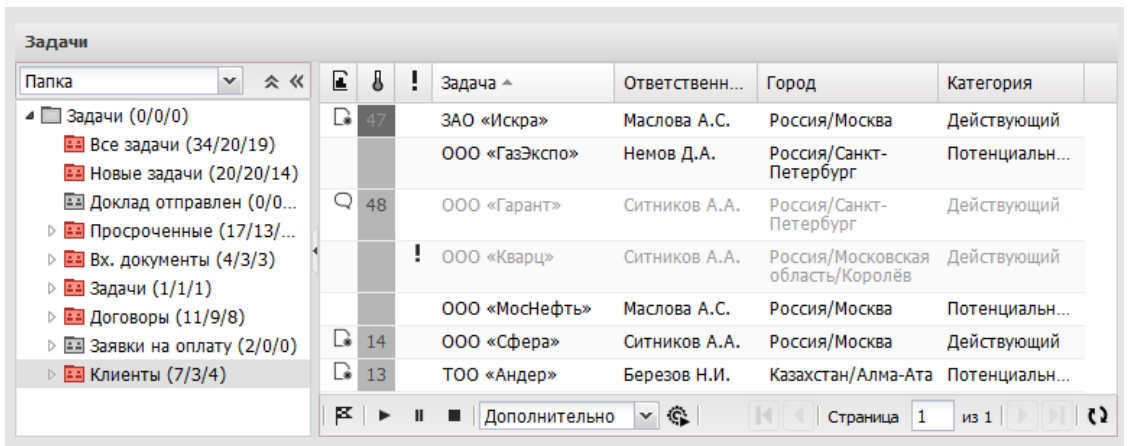 Задачи
Папка
Задачи (0/0/0)
Все задачи (34/20/19)
Новые задачи (20/20/14)
Доклад отправлен (0/0...
Просроченные (17/13/...
Вх. документы (4/3/3)
Задачи (1/1/1)
Договоры (11/9/8)
Заявки на оплату (2/0/0)
Клиенты (7/3/4)
! Задача Ответственн... Город Категория
47 ЗАО «Искра» Маслова А.С. Россия/Москва Действующий
ООО «ГазЭкспо» Немов Д.А. Россия/Санкт- Потенциальн...
Петербург
48 ООО «Гарант» Ситников А.А. Россия/Санкт- Действующий
Петербург
! ООО «Кварц» Ситников А.А. Россия/Московская Действующий
область/Королёв
ООО «МосНефть» Маслова А.С. Россия/Москва Потенциальн...
14 ООО «Сфера» Ситников А.А. Россия/Москва Действующий
13 ТОО «Андер» Березов Н.И. Казахстан/Алма-Ата Потенциальн...
Дополнительно Страница 1 из 1